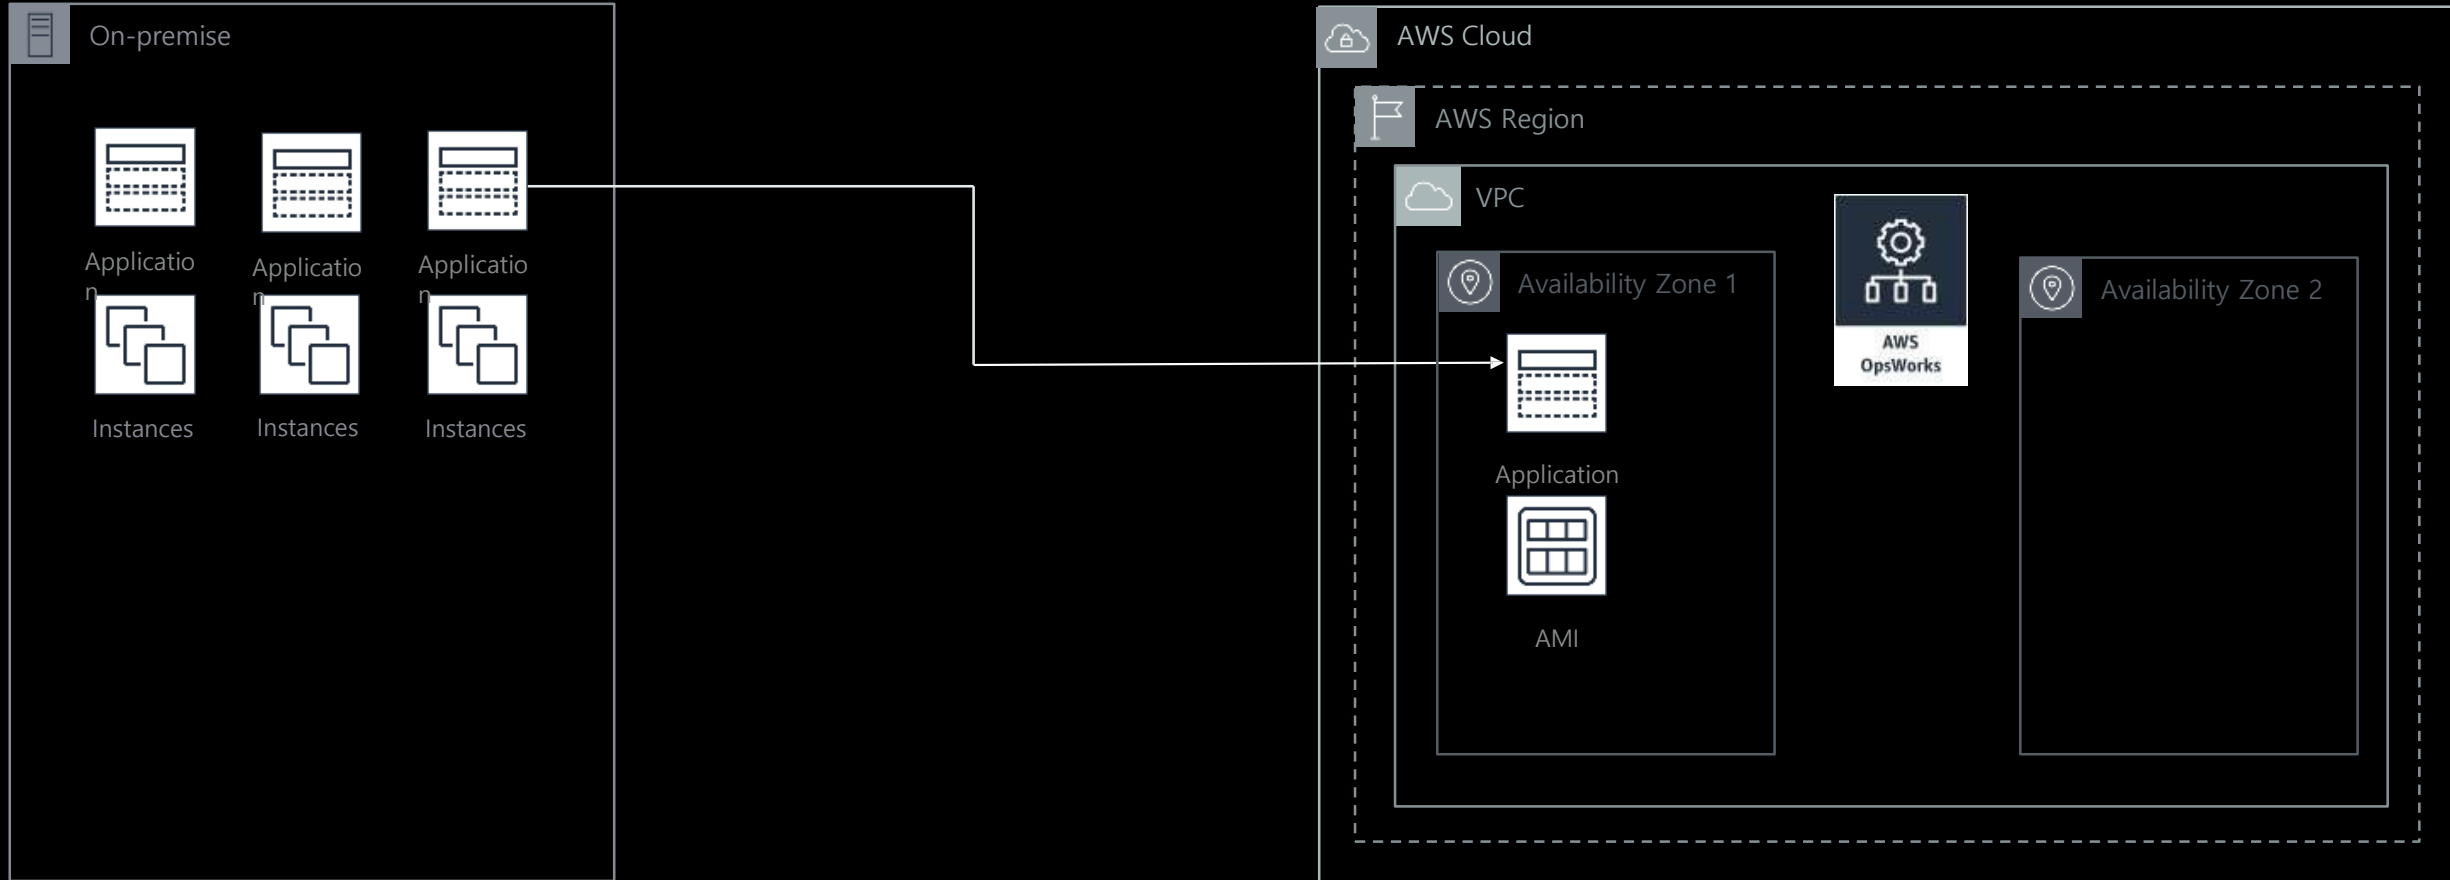 On-premise
Applicatio
n
Applicatio
n
Applicatio
n
Instances
Instances
Instances
AWS Cloud
AWS Region
VPC
Availability Zone 1
Application
AMI
AWS
OpsWorks
Availability Zone 2